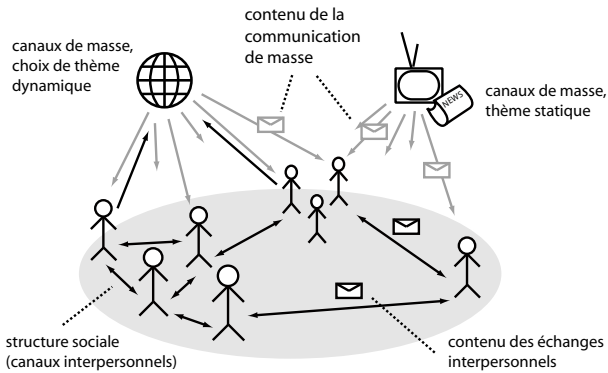 contenu de la
communication
de masse
canaux de masse,
choix de thème
dynamique
NEWS
canaux de masse,
thème statique
structure sociale
(canaux interpersonnels)
contenu des échanges
interpersonnels